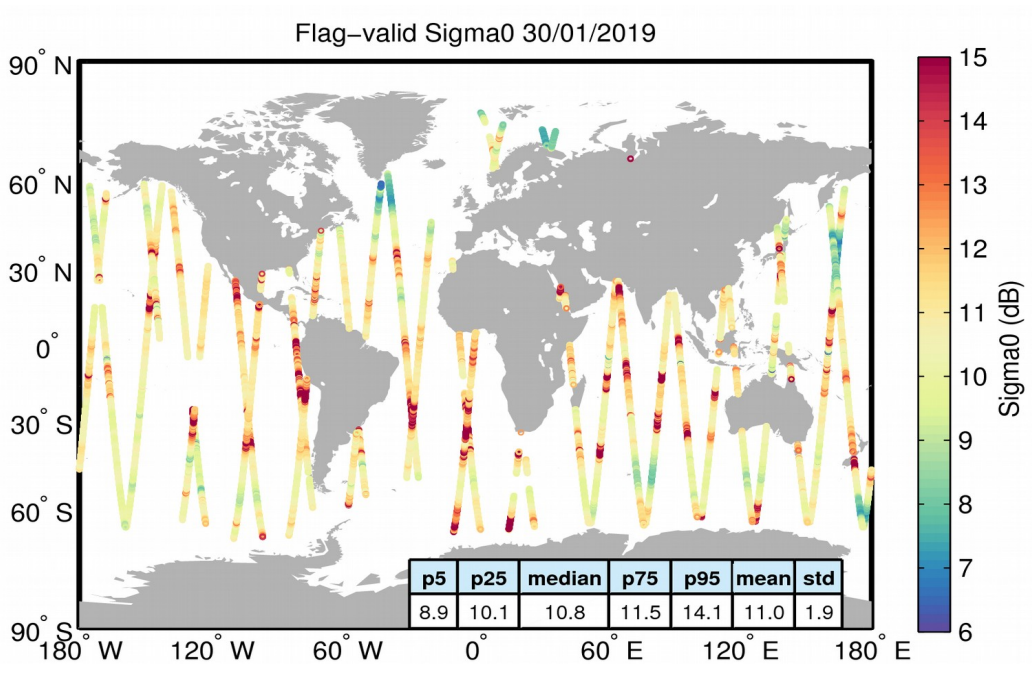 Flag−valid Sigma0 30/01/2019
90° N
60° N
30° N
0°
30° S
60° S
90° S
180° W 120° W 60° W 0° 60° E 120° E 180° E
p5 p25 median p75 p95 mean std
8.9 10.1 10.8 11.5 14.1 11.0 1.9
15
14
13
12
11
10
9
8
7
6
Sigma0 (dB)